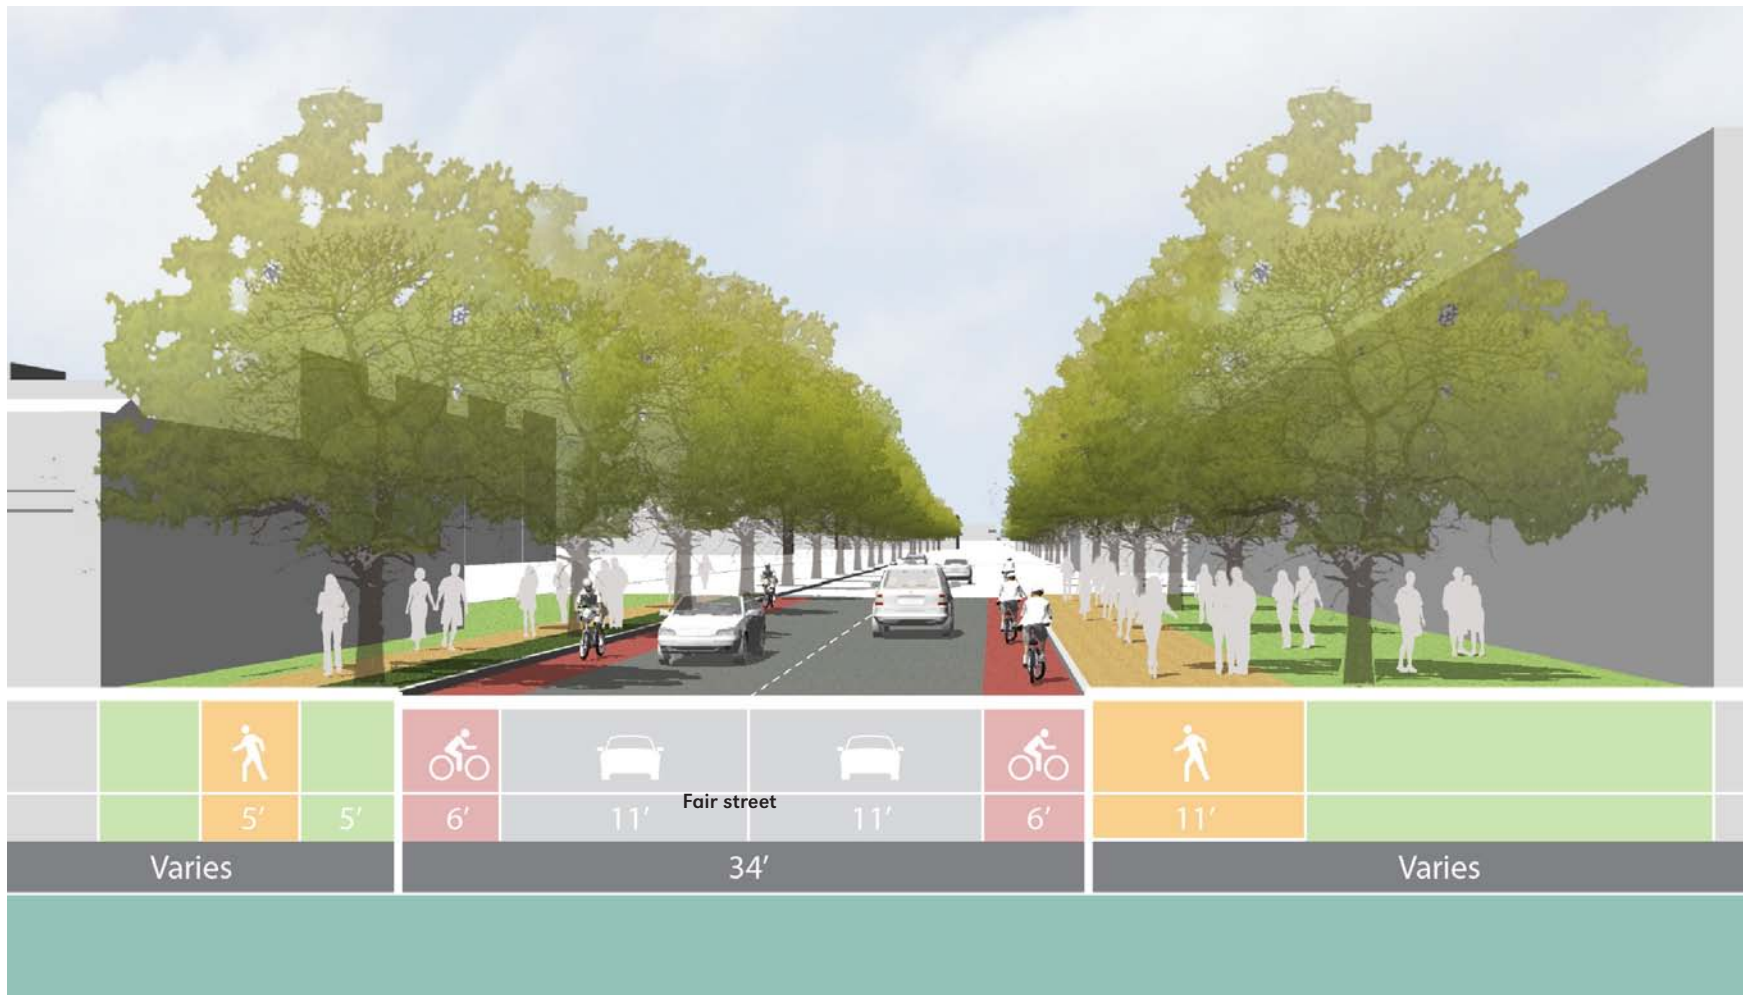 Fair street
5′ 5′ 6′ 11′ 11′ 6′ 11′
Varies 34′ Varies